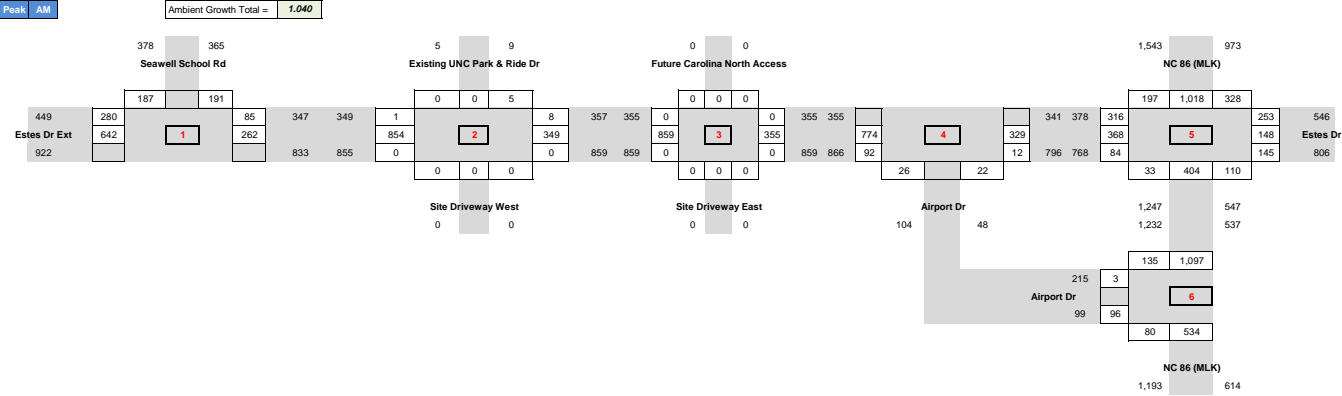 Peak AM Ambient Growth Total = 1.040
378 365 5 9 0 0 1,543 973
Seawell School Rd Existing UNC Park & Ride Dr Future Carolina North Access NC 86 (MLK)
187 191 0 0 5 0 0 0 197 1,018 328
449 280 85 347 349 1 8 357 355 0 0 355 355 341 378 316 253 546
Estes Dr Ext 642 1 262 854 2 349 859 3 355 774 4 329 368 5 148 Estes Dr
922 833 855 0 0 859 859 0 0 859 866 92 12 796 768 84 145 806
0 0 0 0 0 0 26 22 33 404 110
Site Driveway West Site Driveway East Airport Dr 1,247 547
0 0 0 0 104 48 1,232 537
135 1,097
215 3
Airport Dr 6
99 96
80 534
NC 86 (MLK)
1,193 614